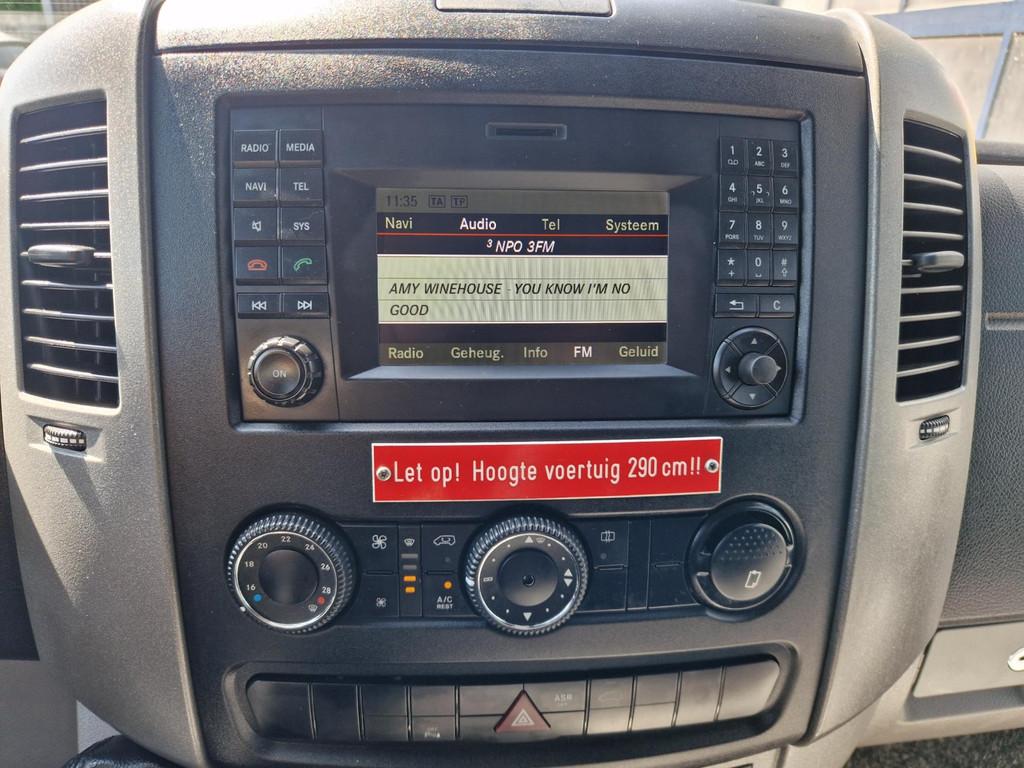 RADIO MEDIA
NAVI TEL
SYS
ON
11:35 TA TP
Navi Audio Tel Systeem
3 NPO 3FM
AMY WINEHOUSE - YOU KNOW I'M NO
GOOD
Radio Geheug. Info FM Geluid
1 2 ABC 3 DEF
4 GHI 5 JKL 6 MNO
7 PQRS 8 TUV 9 WXYZ
* + 0 #
C
Let op! Hoogte voertuig 290 cm!!
16 18 20 22 24 26 28
A/C
REST
ASR